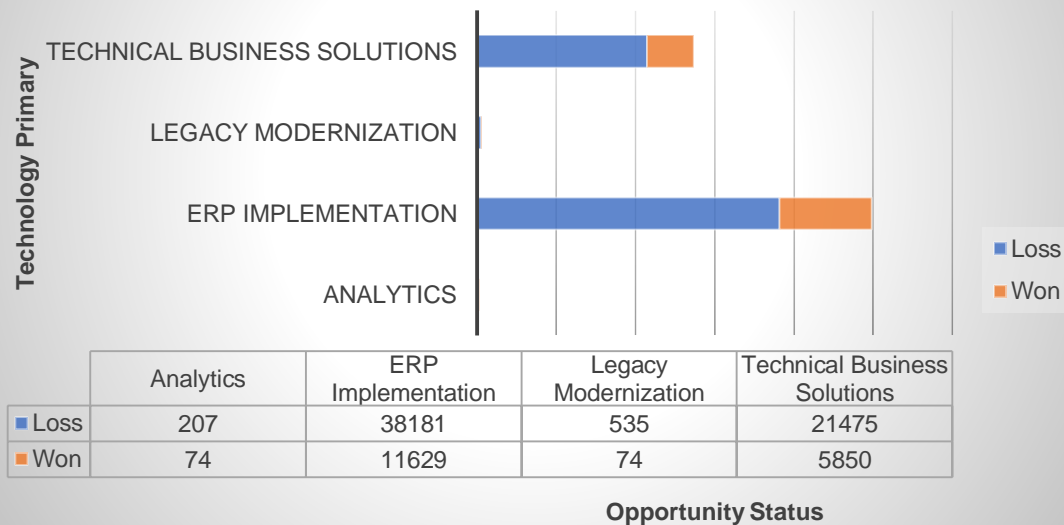 Technology Primary
TECHNICAL BUSINESS SOLUTIONS
LEGACY MODERNIZATION
ERP IMPLEMENTATION
ANALYTICS
Loss
Won
Analytics
ERP
Implementation
Legacy
Modernization
Technical Business
Solutions
Loss 207 38181 535 21475
Won 74 11629 74 5850
Opportunity Status